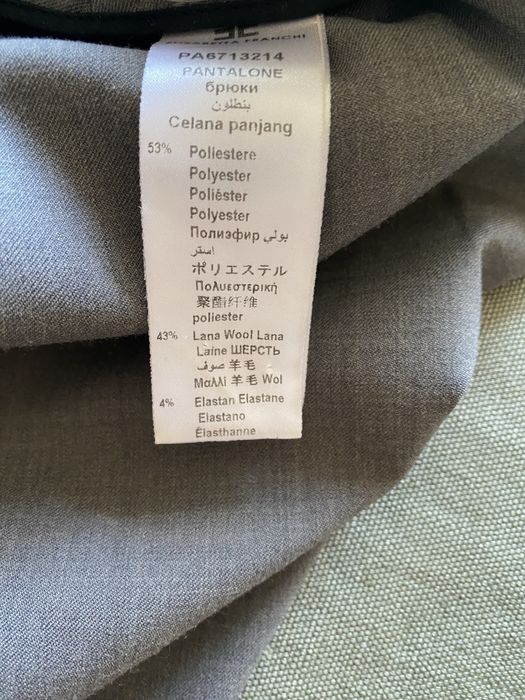 FRANCHI
PA6713214
PANTALONE
брюки
بنطلون
Celana panjang
53% Poliestere
Polyester
Poliéster
Polyester
Полиэфир بولي
استر
ポリエステル
Πολυεστερική
聚酯纤维
poliester
43% Lana Wool Lana
Laine ШЕРСТЬ
صوف 羊毛
Μαλλί 羊毛 Wol
4% Elastan Elastane
Elastano
Élasthanne